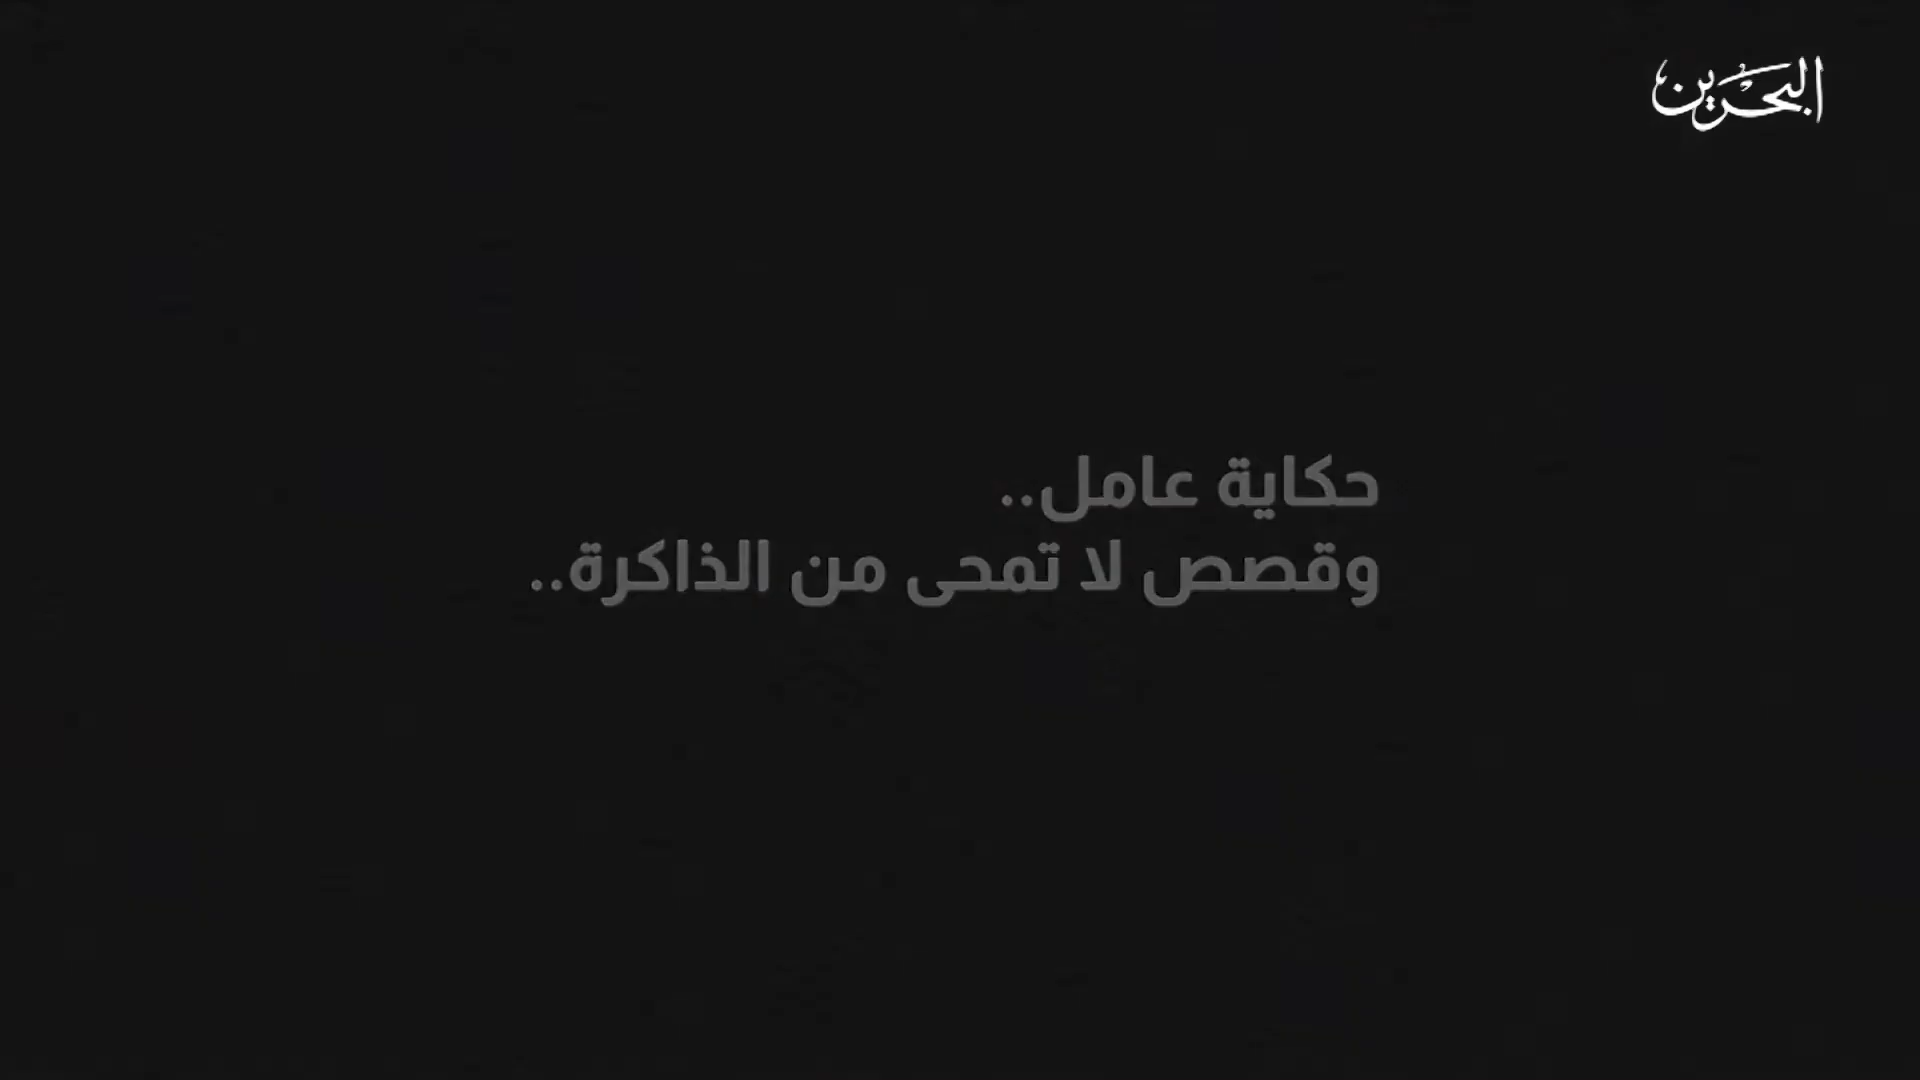 البحرين
حكاية عامل..
وقصص لا تمحى من الذاكرة..